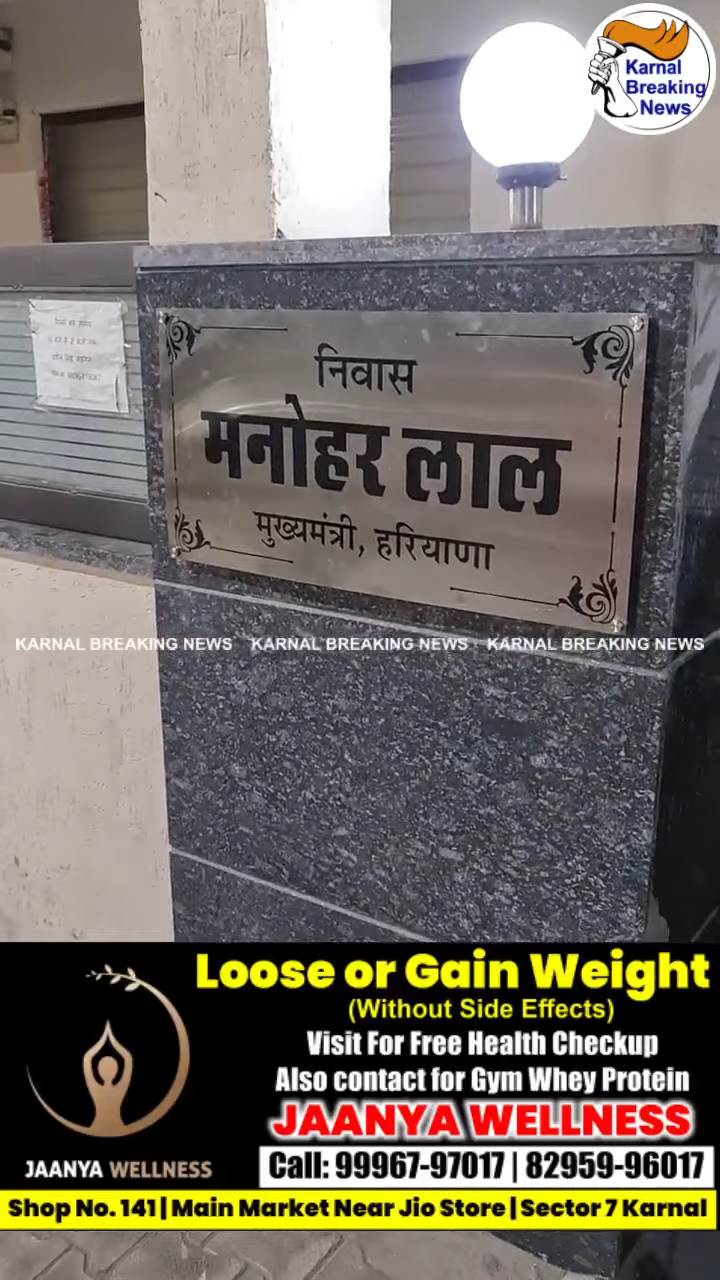 Karnal
Breaking
News
निवास
मनोहर लाल
मुख्यमंत्री, हरियाणा
KARNAL BREAKING NEWS KARNAL BREAKING NEWS KARNAL BREAKING NEWS
Loose or Gain Weight
(Without Side Effects)
Visit For Free Health Checkup
Also contact for Gym Whey Protein
JAANYA WELLNESS
JAANYA WELLNESS
Call: 99967-97017 | 82959-96017
Shop No. 141 | Main Market Near Jio Store | Sector 7 Karnal